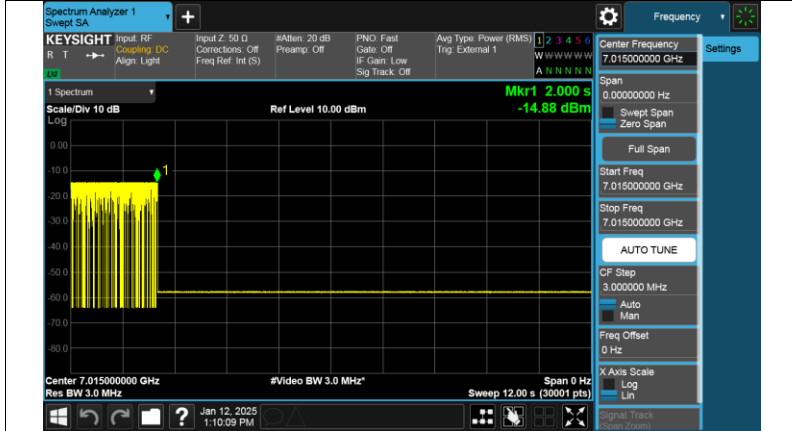 Spectrum Analyzer 1
Swept SA
+
Frequency
KEYSIGHT
R T
LXI
Input: RF
Coupling: DC
Align: Light
Input Z: 50 Ω
Corrections: Off
Freq Ref: Int (S)
#Atten: 20 dB
Preamp: Off
PNO: Fast
Gate: Off
IF Gain: Low
Sig Track: Off
Avg Type: Power (RMS)
Trig: External 1
1 2 3 4 5 6
W W W W W W
A N N N N N
1 Spectrum
Mkr1 2.000 s
-14.88 dBm
Scale/Div 10 dB
Ref Level 10.00 dBm
Log
0.00
-10.0
-20.0
-30.0
-40.0
-50.0
-60.0
-70.0
-80.0
1
Center 7.015000000 GHz
#Video BW 3.0 MHz*
Span 0 Hz
Res BW 3.0 MHz
Sweep 12.00 s (30001 pts)
Center Frequency
7.015000000 GHz
Span
0.00000000 Hz
Swept Span
Zero Span
Full Span
Start Freq
7.015000000 GHz
Stop Freq
7.015000000 GHz
AUTO TUNE
CF Step
3.000000 MHz
Auto
Man
Freq Offset
0 Hz
X Axis Scale
Log
Lin
Signal Track
(Span Zoom)
Settings
?
Jan 12, 2025
1:10:09 PM